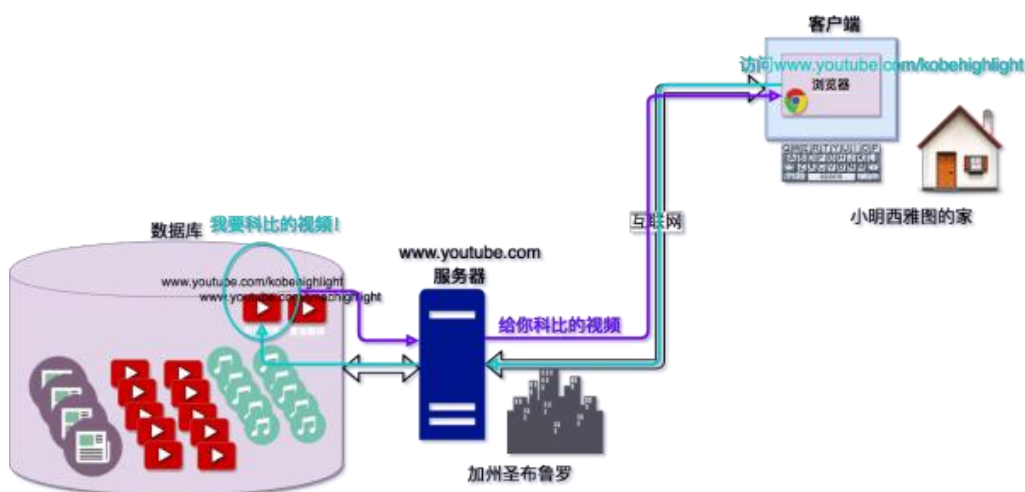 客户端
访问www.youtube.com/kobehighlight
浏览器
小明西雅图的家
互联网
数据库
我要科比的视频!
www.youtube.com/kobehighlight
www.youtube.com
服务器
给你科比的视频
加州圣布鲁罗